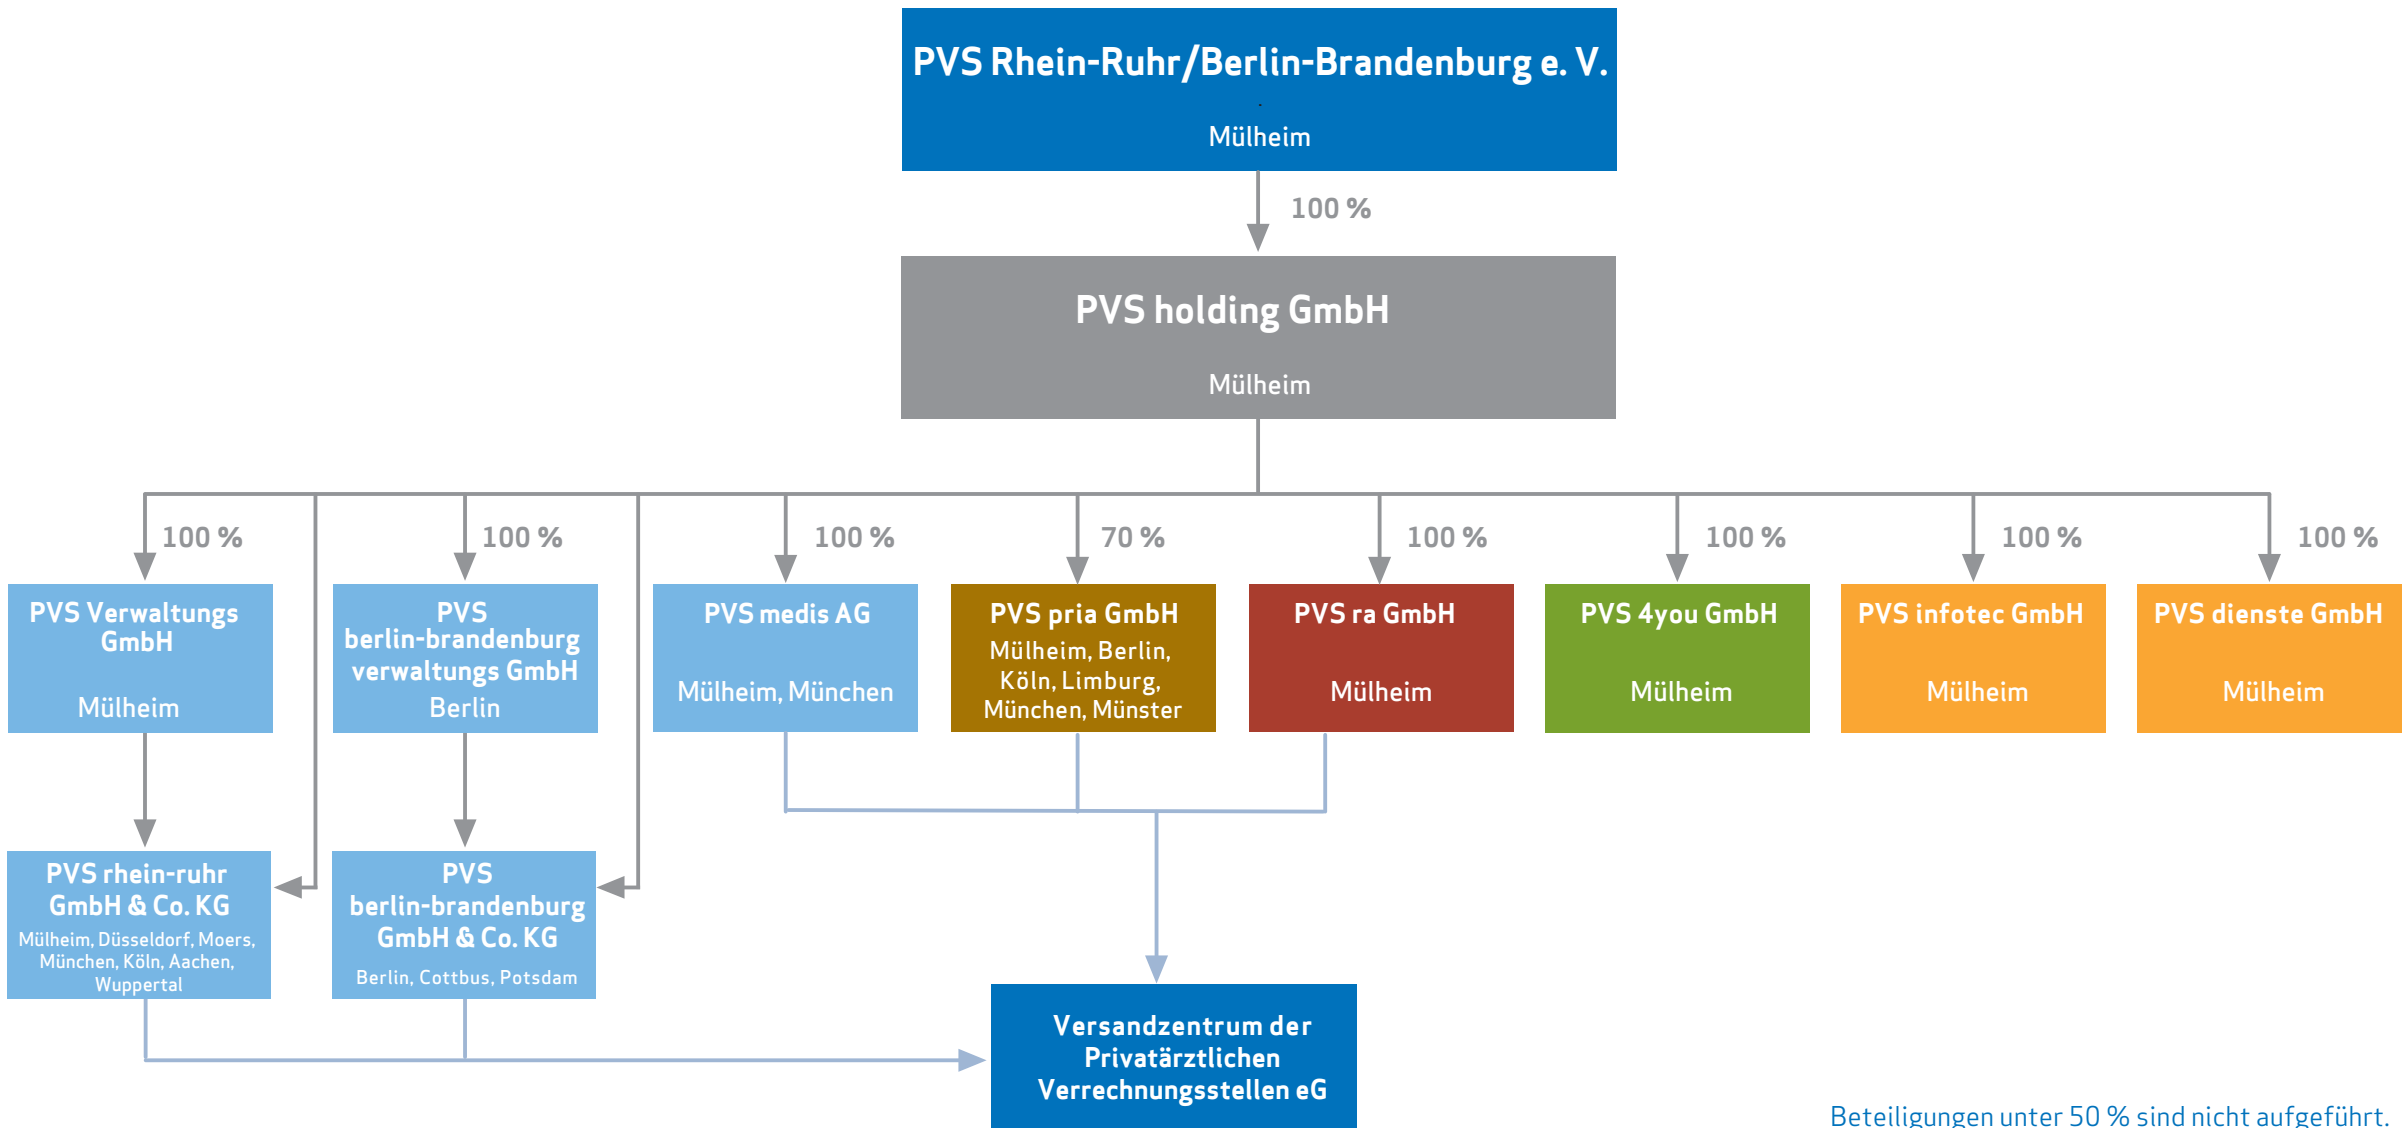 PVS Rhein-Ruhr/Berlin-Brandenburg e. V.
Mülheim
100 %
PVS holding GmbH
Mülheim
100 %
100 %
100 %
70 %
100 %
100 %
100 %
100 %
PVS Verwaltungs
GmbH
Mülheim
PVS
berlin-brandenburg
verwaltungs GmbH
Berlin
PVS medis AG
Mülheim, München
PVS pria GmbH
Mülheim, Berlin,
Köln, Limburg,
München, Münster
PVS ra GmbH
Mülheim
PVS 4you GmbH
Mülheim
PVS infotec GmbH
Mülheim
PVS dienste GmbH
Mülheim
PVS rhein-ruhr
GmbH & Co. KG
Mülheim, Düsseldorf, Moers,
München, Köln, Aachen,
Wuppertal
PVS
berlin-brandenburg
GmbH & Co. KG
Berlin, Cottbus, Potsdam
Versandzentrum der
Privatärztlichen
Verrechnungsstellen eG
Beteiligungen unter 50 % sind nicht aufgeführt.